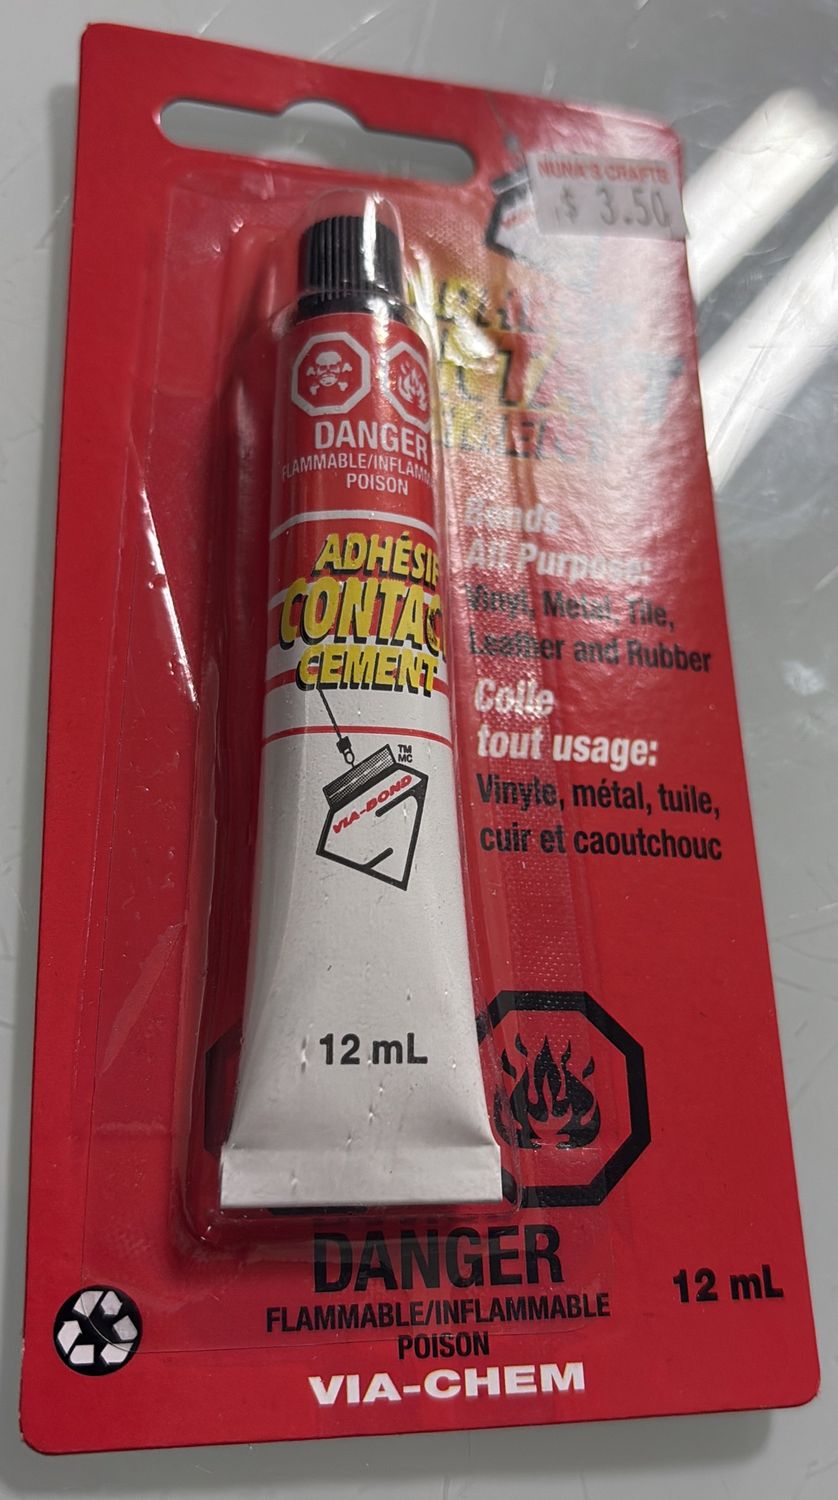 NUNA'S CRAFTS
$ 3.50
DANGER
FLAMMABLE/INFLAMM
POISON
ADHÉSIF
CONTAC
CEMENT
TM
MC
VIA-BOND
12 mL
Bonds
All Purpose:
Vinyl, Metal, Tile,
Leather and Rubber
Colle
tout usage:
Vinyle, métal, tuile,
cuir et caoutchouc
DANGER
FLAMMABLE/INFLAMMABLE
POISON
12 mL
VIA-CHEM